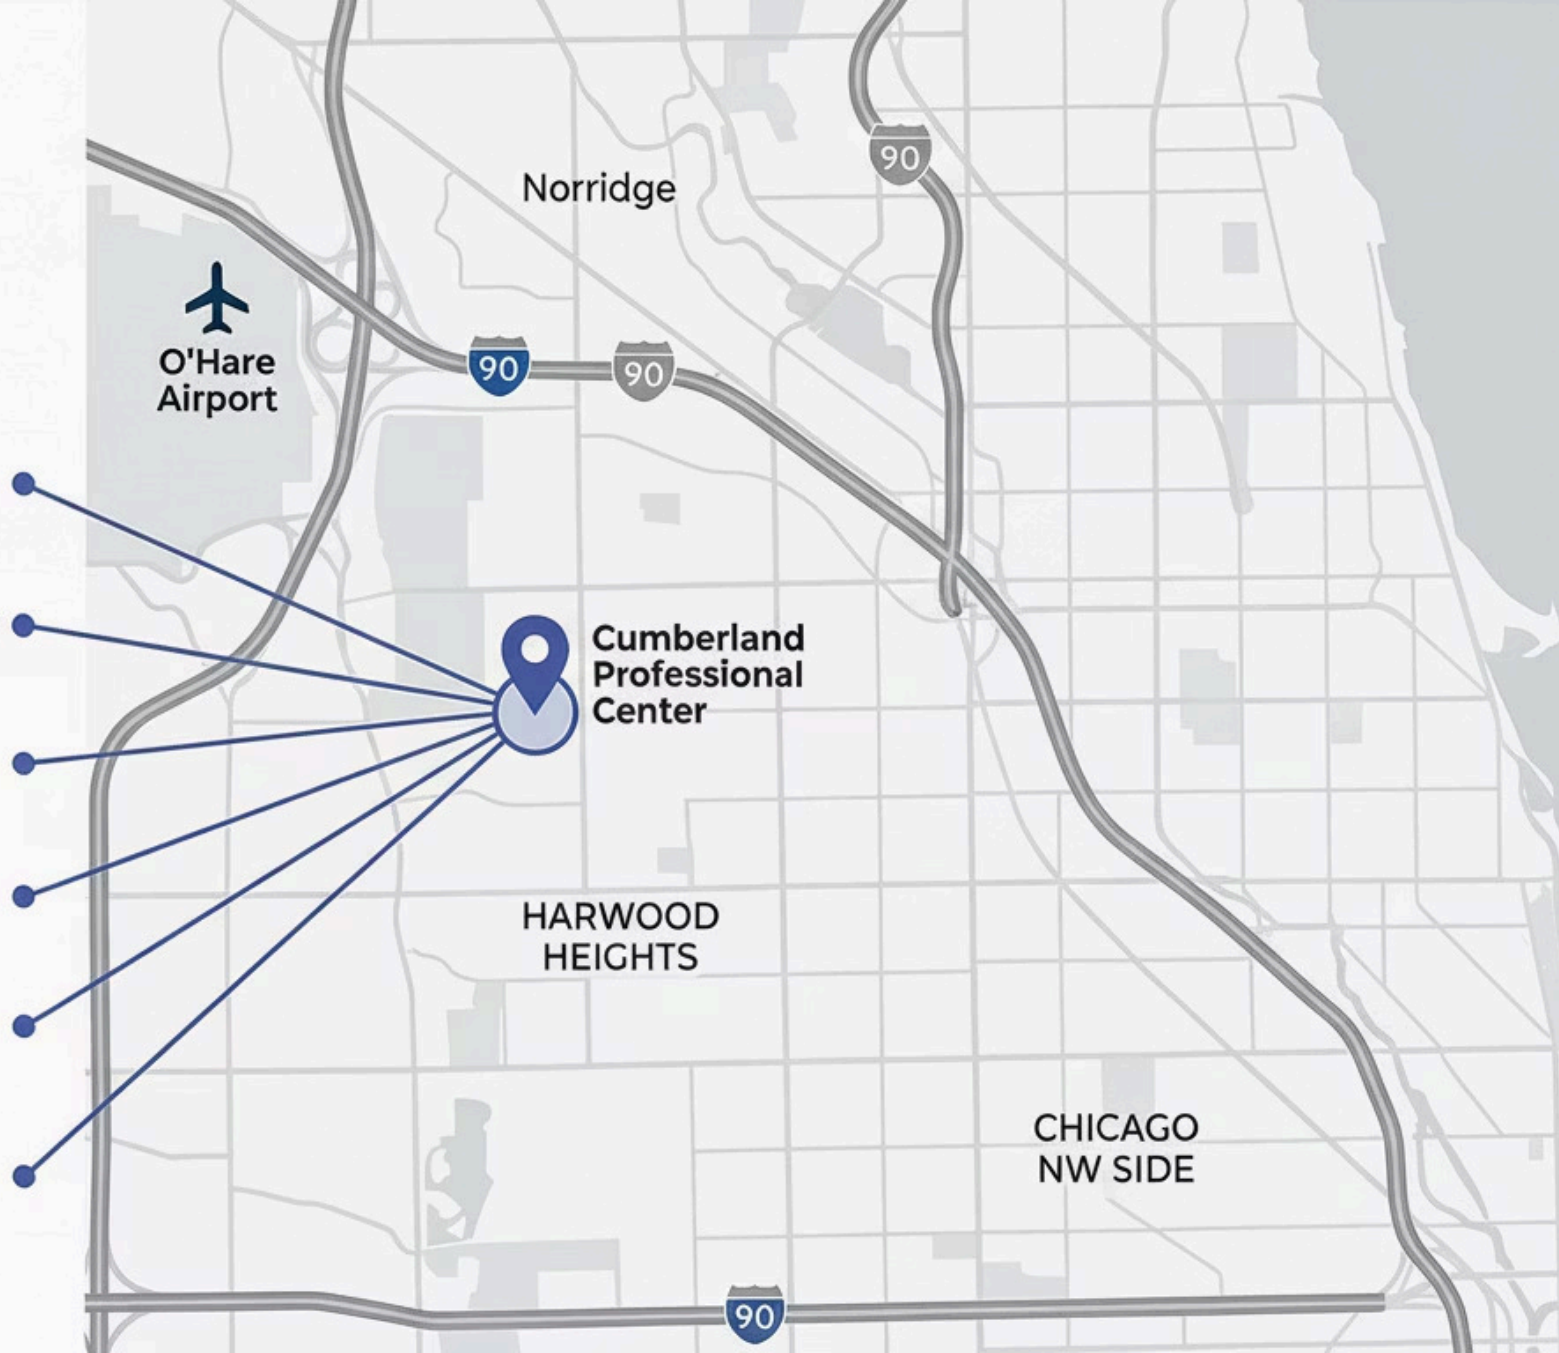 90
Norridge
O'Hare
Airport
90
90
Cumberland
Professional
Center
HARWOOD
HEIGHTS
CHICAGO
NW SIDE
90